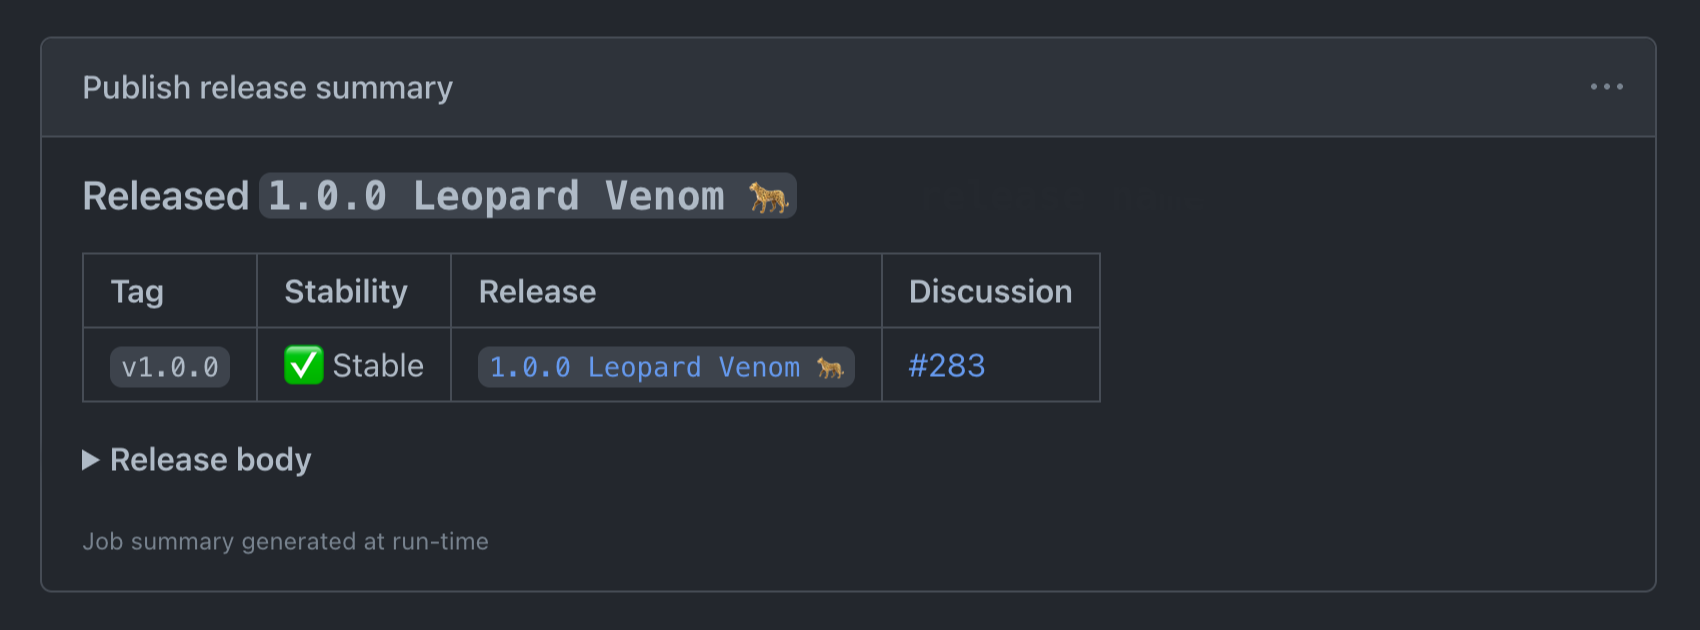 Publish release summary
Released 1.0.0 Leopard Venom 🐆
Tag Stability Release Discussion
v1.0.0 ✅ Stable 1.0.0 Leopard Venom 🐆 #283
▶ Release body
Job summary generated at run-time